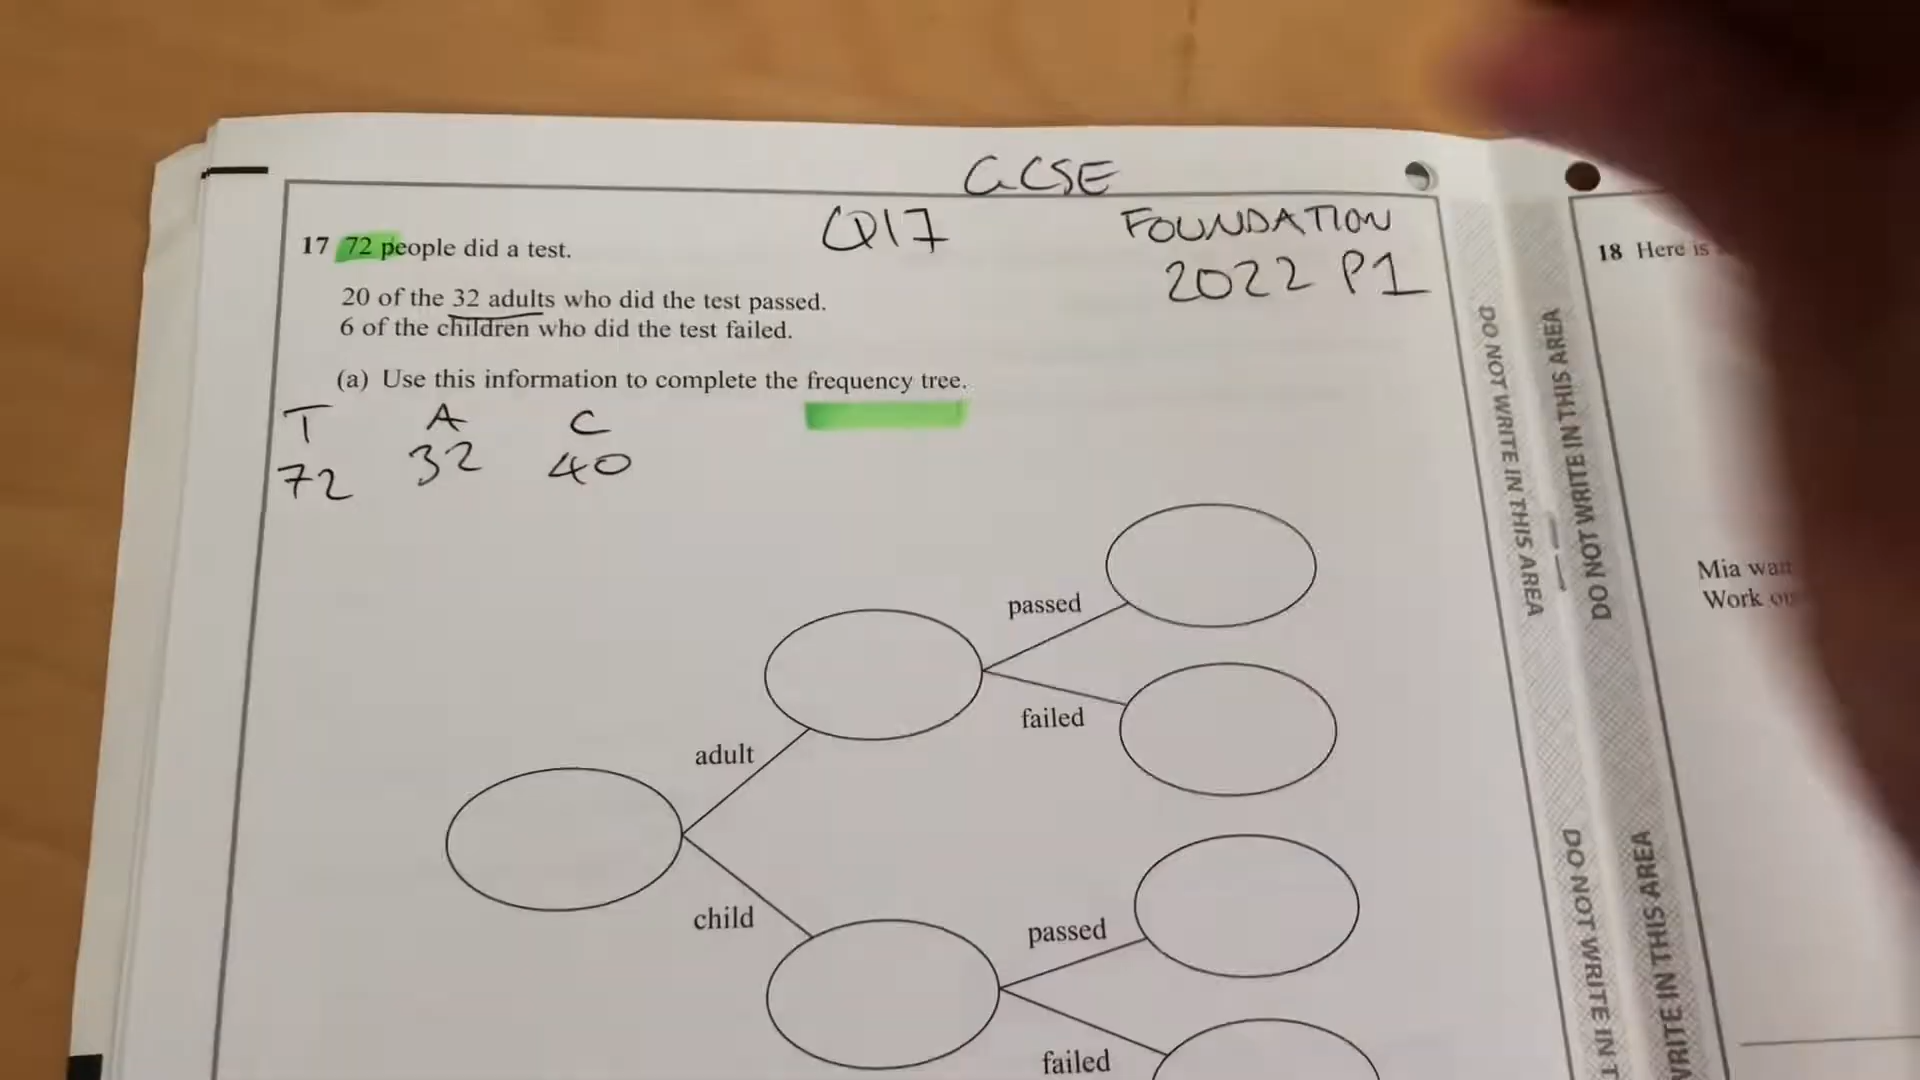 GCSE
Q17
FOUNDATION
2022 P1
17 72 people did a test.
20 of the 32 adults who did the test passed.
6 of the children who did the test failed.
(a) Use this information to complete the frequency tree.
T A C
72 32 40
passed
failed
adult
child
passed
failed
DO NOT WRITE IN THIS AREA
DO NOT WRITE IN THIS AREA
DO NOT WRITE IN T
WRITE IN THIS AREA
18 Here is
Mia
Work